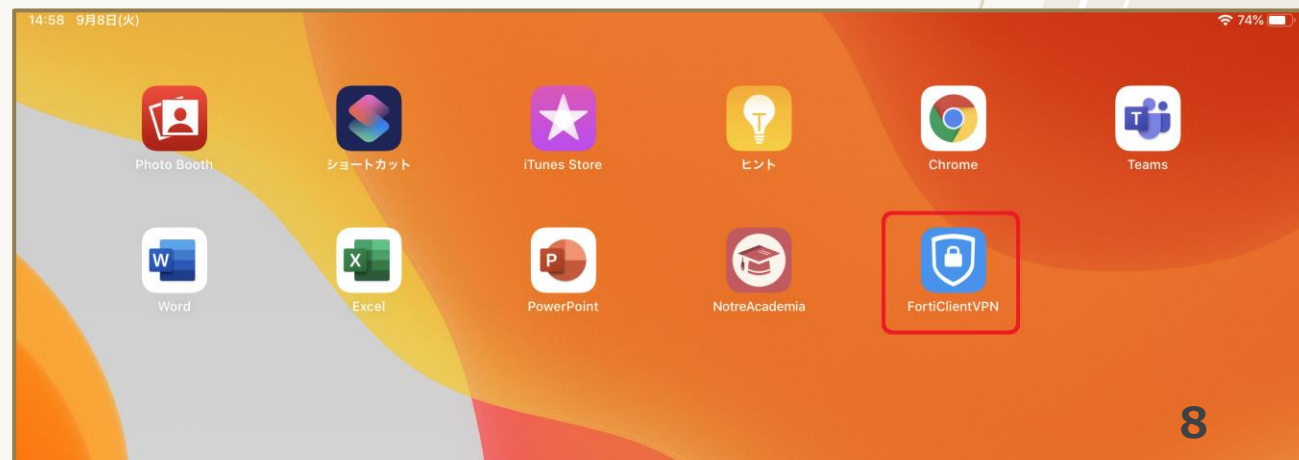 14:58 9月8日(火) 74%
Photo Booth ショートカット iTunes Store ヒント Chrome Teams
Word Excel PowerPoint NotreAcademia FortiClientVPN
8